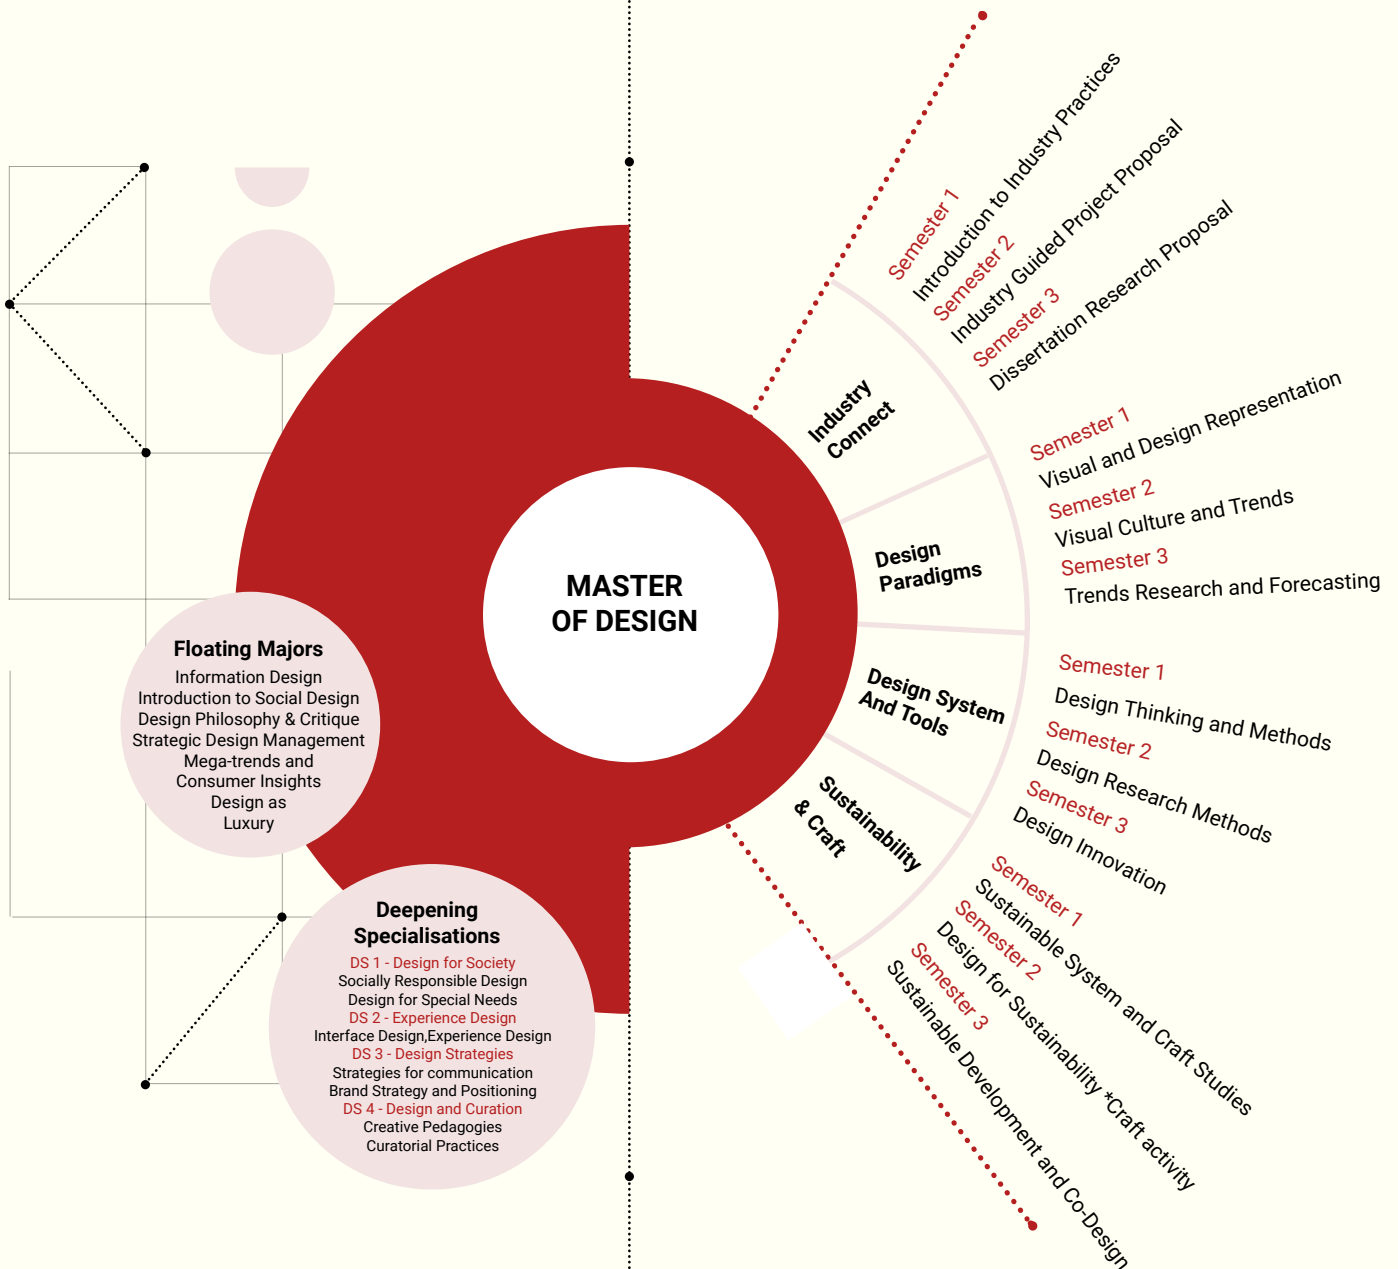 MASTER
OF DESIGN
Floating Majors
Information Design
Introduction to Social Design
Design Philosophy & Critique
Strategic Design Management
Mega-trends and
Consumer Insights
Design as
Luxury
Deepening
Specialisations
DS 1 - Design for Society
Socially Responsible Design
Design for Special Needs
DS 2 - Experience Design
Interface Design,Experience Design
DS 3 - Design Strategies
Strategies for communication
Brand Strategy and Positioning
DS 4 - Design and Curation
Creative Pedagogies
Curatorial Practices
Industry
Connect
Semester 1
Introduction to Industry Practices
Semester 2
Industry Guided Project Proposal
Semester 3
Dissertation Research Proposal
Design
Paradigms
Semester 1
Visual and Design Representation
Semester 2
Visual Culture and Trends
Semester 3
Trends Research and Forecasting
Design System
And Tools
Semester 1
Design Thinking and Methods
Semester 2
Design Research Methods
Semester 3
Design Innovation
Sustainability
& Craft
Semester 1
Sustainable System and Craft Studies
Semester 2
Design for Sustainability *Craft activity
Semester 3
Sustainable Development and Co-Design